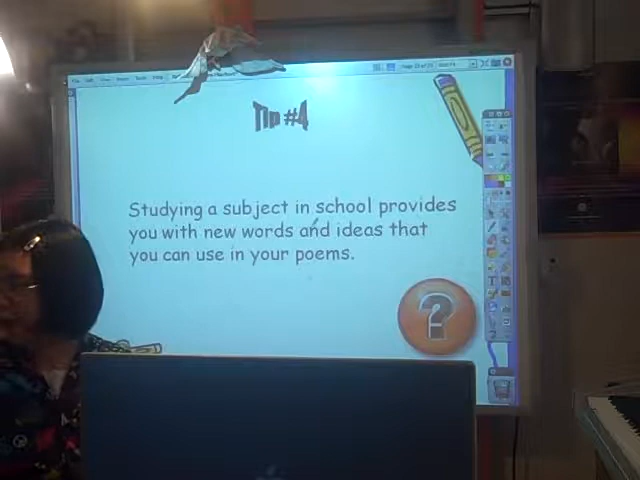 Tip #4
Studying a subject in school provides
you with new words and ideas that
you can use in your poems.
?